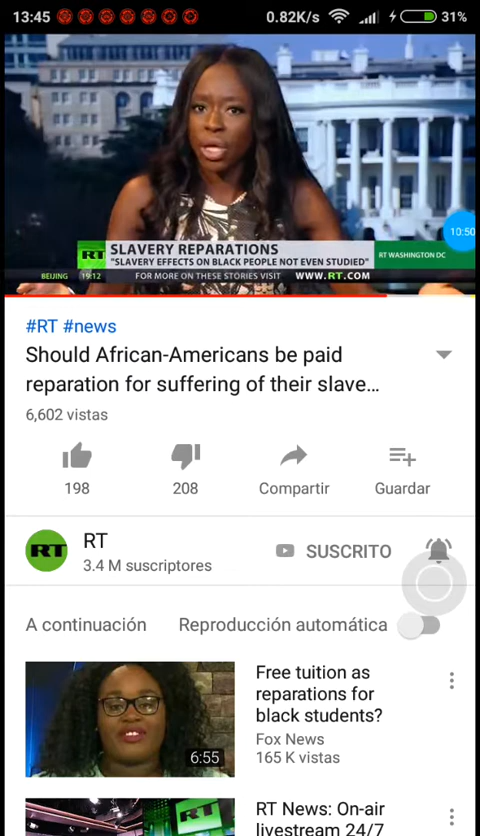 13:45 0.82K/s 31%
10:50
RT SLAVERY REPARATIONS
"SLAVERY EFFECTS ON BLACK PEOPLE NOT EVEN STUDIED" RT WASHINGTON DC
BEIJING 19:12 FOR MORE ON THESE STORIES VISIT WWW.RT.COM
#RT #news
Should African-Americans be paid
reparation for suffering of their slave...
6,602 vistas
198 208 Compartir Guardar
RT RT
3.4 M suscriptores
SUSCRITO
A continuación Reproducción automática
Free tuition as
reparations for
black students?
Fox News
165 K vistas
6:55
RT
RT News: On-air
livestream 24/7